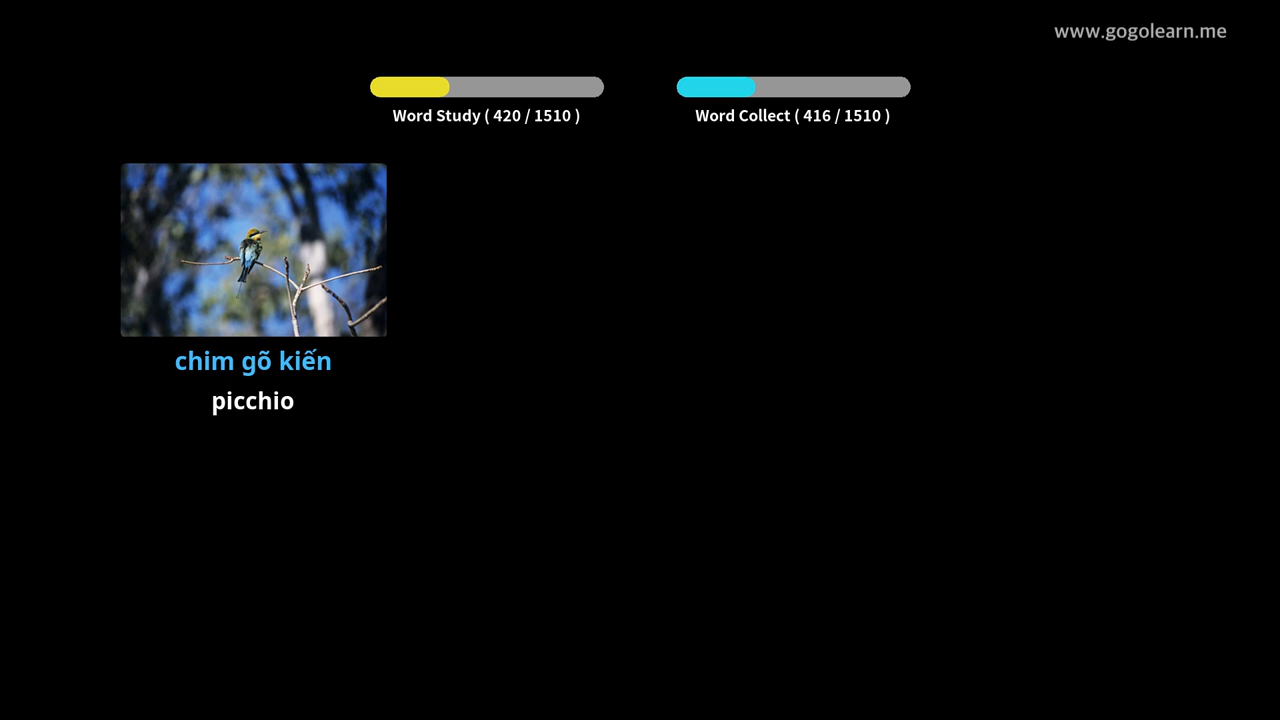 www.gogolearn.me
Word Study ( 420 / 1510 )
Word Collect ( 416 / 1510 )
chim gõ kiến
picchio